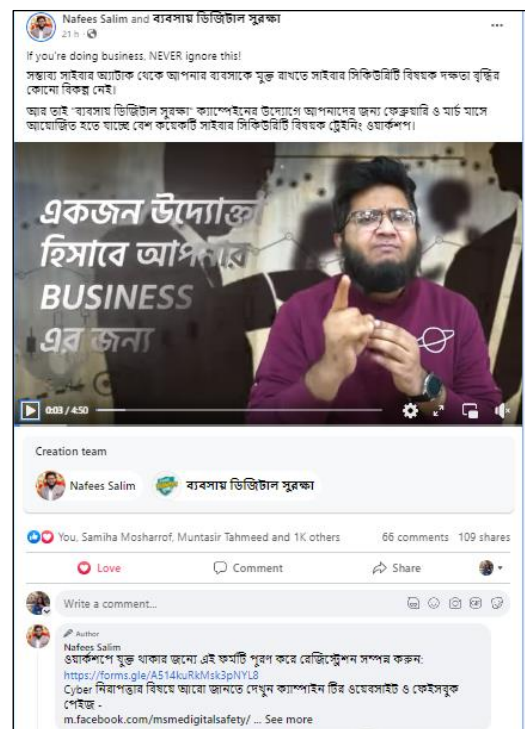 Nafees Salim and ব্যবসায় ডিজিটাল সুরক্ষা
21 h ·
If you're doing business, NEVER ignore this!
সম্ভাব্য সাইবার অ্যাটাক থেকে আপনার ব্যবসাকে মুক্ত রাখতে সাইবার সিকিউরিটি বিষয়ক দক্ষতা বৃদ্ধির
কোনো বিকল্প নেই।
আর তাই "ব্যবসায় ডিজিটাল সুরক্ষা" ক্যাম্পেইনের উদ্যোগে আপনাদের জন্য ফেব্রুয়ারি ও মার্চ মাসে
আয়োজিত হতে যাচ্ছে বেশ কয়েকটি সাইবার সিকিউরিটি বিষয়ক ট্রেইনিং ওয়ার্কশপ।
একজন উদ্যোক্তা
হিসাবে আপনার
BUSINESS
এর জন্য
0:03 / 4:50
Creation team
Nafees Salim
ব্যবসায় ডিজিটাল সুরক্ষা
You, Samiha Mosharrof, Muntasir Tahmeed and 1K others 66 comments 109 shares
Love Comment Share
Write a comment...
Author
Nafees Salim
ওয়ার্কশপে যুক্ত থাকার জন্যে এই ফর্মটি পূরণ করে রেজিস্ট্রেশন সম্পন্ন করুন:
https://forms.gle/A514kuRkMsk3pNYL8
Cyber নিরাপত্তার বিষয়ে আরো জানতে দেখুন ক্যাম্পাইন টির ওয়েবসাইট ও ফেইসবুক
পেইজ -
m.facebook.com/msmedigitalsafety/ ... See more